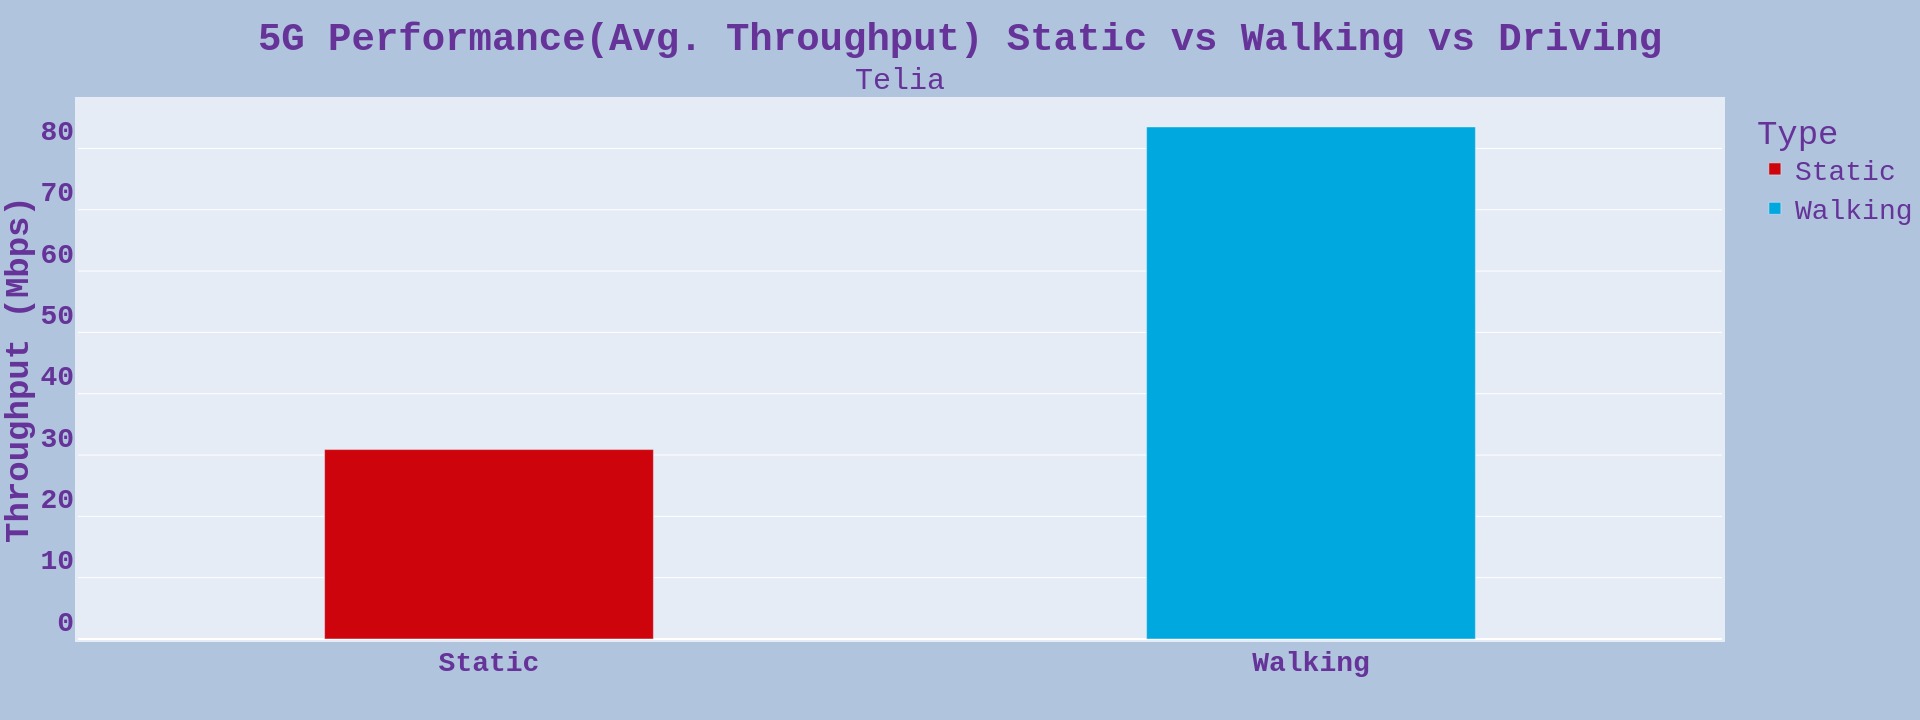 5G Performance(Avg. Throughput) Static vs Walking vs Driving
Telia
80
70
60
50
40
30
20
10
0
Throughput (Mbps)
Static
Walking
Type
Static
Walking